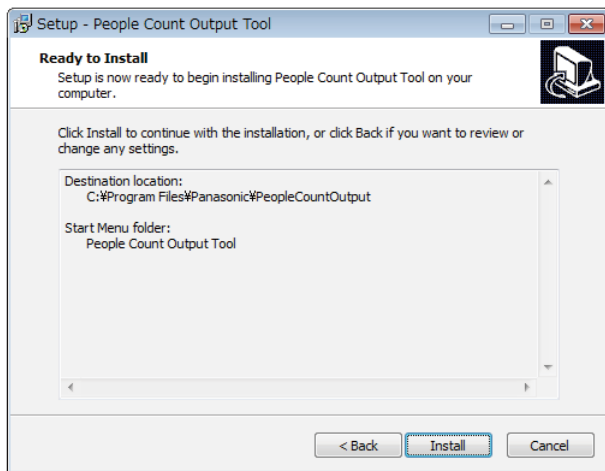 Setup - People Count Output Tool
Ready to Install
Setup is now ready to begin installing People Count Output Tool on your
computer.
Click Install to continue with the installation, or click Back if you want to review or
change any settings.
Destination location:
C:¥Program Files¥Panasonic¥PeopleCountOutput
Start Menu folder:
People Count Output Tool
< Back
Install
Cancel